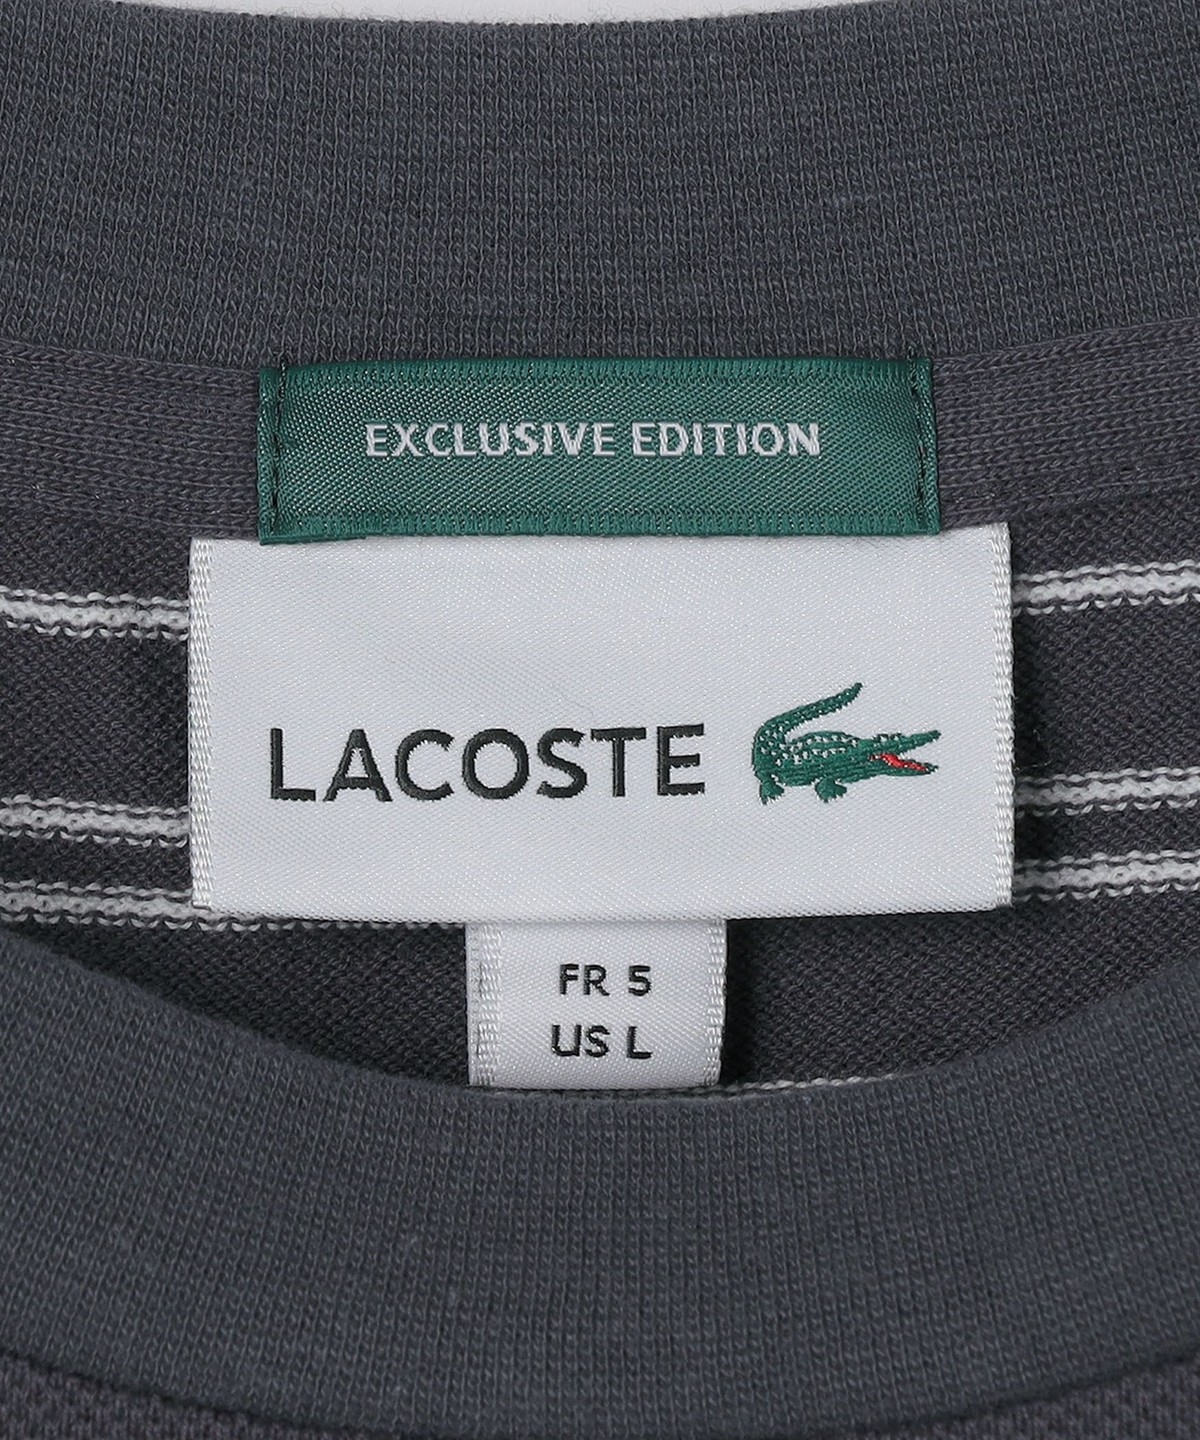 EXCLUSIVE EDITION
LACOSTE
FR 5
US L